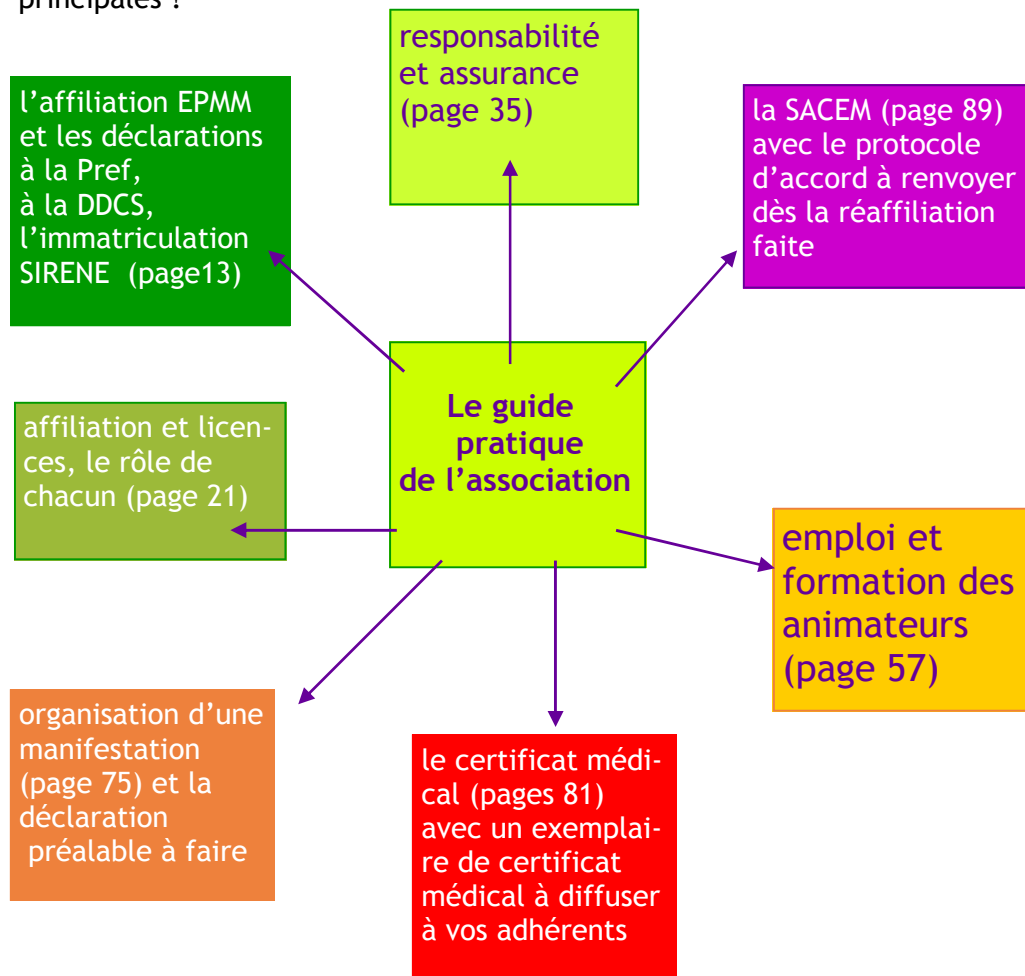 principales ?
responsabilité
et assurance
(page 35)
l’affiliation EPMM
et les déclarations
à la Pref,
à la DDCS,
l’immatriculation
SIRENE (page13)
la SACEM (page 89)
avec le protocole
d’accord à renvoyer
dès la réaffiliation
faite
Le guide
pratique
de l’association
affiliation et licen-
ces, le rôle de
chacun (page 21)
emploi et
formation des
animateurs
(page 57)
organisation d’une
manifestation
(page 75) et la
déclaration
préalable à faire
le certificat médi-
cal (pages 81)
avec un exemplai-
re de certificat
médical à diffuser
à vos adhérents